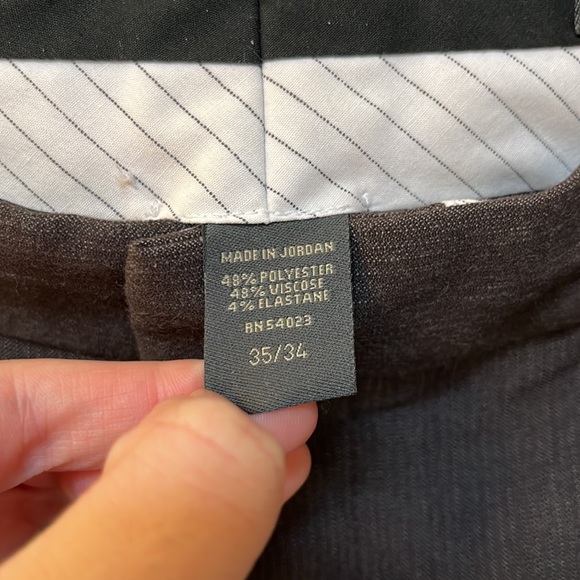 MADE IN JORDAN
48% POLYESTER
48% VISCOSE
4% ELASTANE
RN54023
35/34